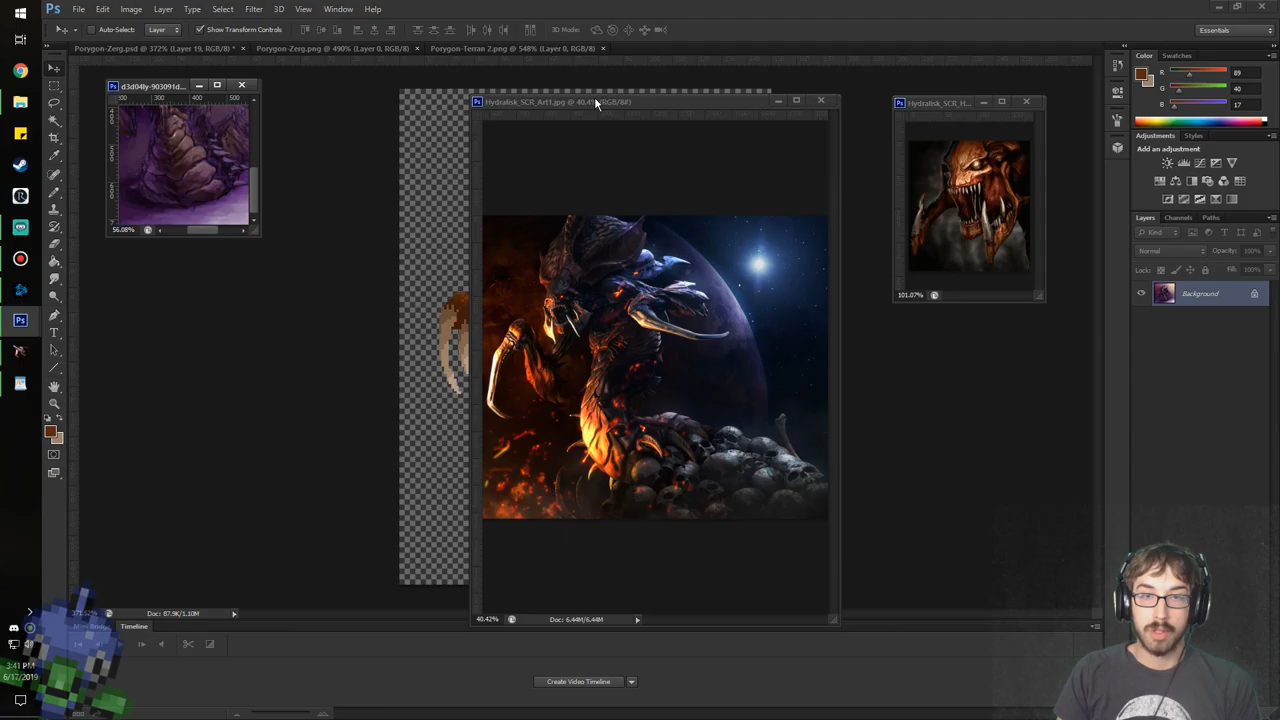 Ps File Edit Image Layer Type Select Filter 3D View Window Help
Auto-Select: Layer Show Transform Controls 3D Mode: Essentials
Porygon-Zerg.psd @ 372% (Layer 19, RGB/8) * × Porygon-Zerg.png @ 490% (Layer 0, RGB/8) × Porygon-Terran 2.png @ 548% (Layer 0, RGB/8) ×
d3d04ly-903091d...
Hydralisk_SCR_Art1.jpg @ 40.4% (RGB/8#)
Hydralisk_SCR_H...
56.08%
101.07%
40.42% Doc: 6.44M/6.44M
Color Swatches
R 89
G 40
B 17
Adjustments Styles
Add an adjustment
Layers Channels Paths
Kind
Normal Opacity: 100%
Lock: Fill: 100%
Background
Doc: 87.9K/1.10M
Timeline
Create Video Timeline
3:41 PM
6/17/2019